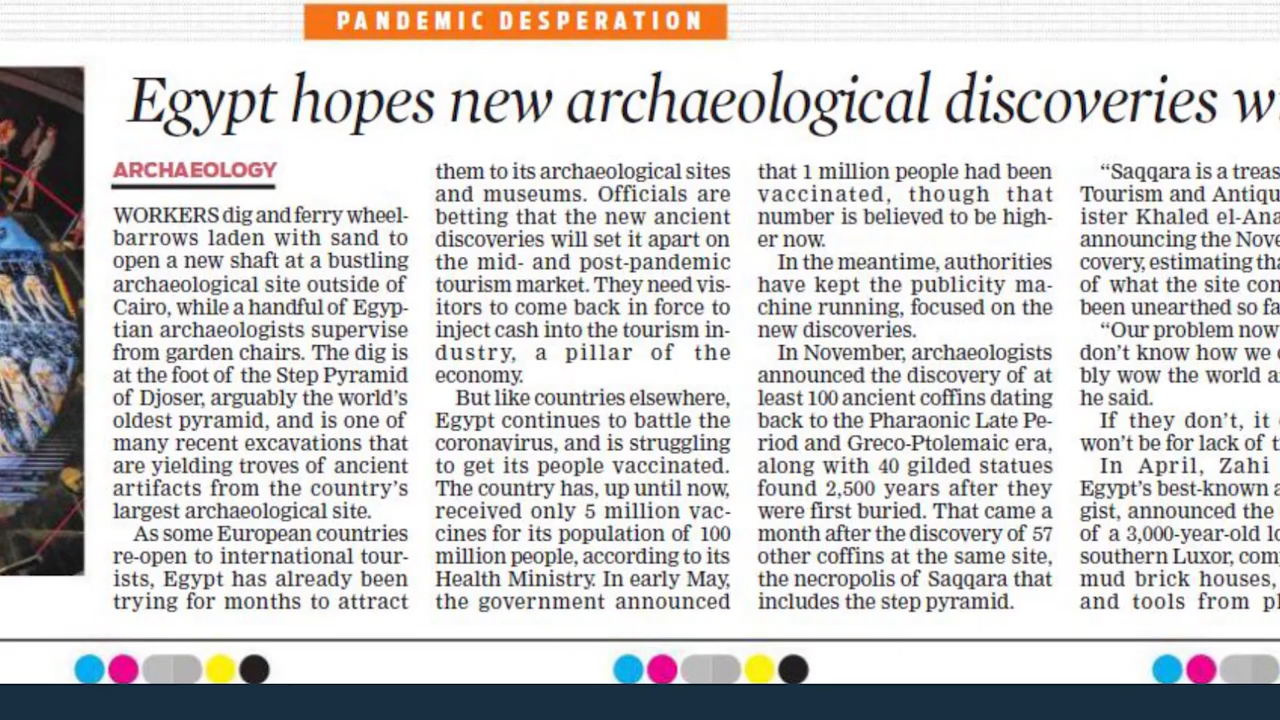 PANDEMIC DESPERATION
Egypt hopes new archaeological discoveries
ARCHAEOLOGY
WORKERS dig and ferry wheel-
barrows laden with sand to
open a new shaft at a bustling
archaeological site outside of
Cairo, while a handful of Egyp-
tian archaeologists supervise
from garden chairs. The dig is
at the foot of the Step Pyramid
of Djoser, arguably the world's
oldest pyramid, and is one of
many recent excavations that
are yielding troves of ancient
artifacts from the country's
largest archaeological site.
As some European countries
re-open to international tour-
ists, Egypt has already been
trying for months to attract
them to its archaeological sites
and museums. Officials are
betting that the new ancient
discoveries will set it apart on
the mid- and post-pandemic
tourism market. They need vis-
itors to come back in force to
inject cash into the tourism in-
dustry, a pillar of the
economy.
But like countries elsewhere,
Egypt continues to battle the
coronavirus, and is struggling
to get its people vaccinated.
The country has, up until now,
received only 5 million vac-
cines for its population of 100
million people, according to its
Health Ministry. In early May,
the government announced
that 1 million people had been
vaccinated, though that
number is believed to be high-
er now.
In the meantime, authorities
have kept the publicity ma-
chine running, focused on the
new discoveries.
In November, archaeologists
announced the discovery of at
least 100 ancient coffins dating
back to the Pharaonic Late Pe-
riod and Greco-Ptolemaic era,
along with 40 gilded statues
found 2,500 years after they
were first buried. That came a
month after the discovery of 57
other coffins at the same site,
the necropolis of Saqqara that
includes the step pyramid.
"Saqqara is a treas
Tourism and Antiqu
ister Khaled el-Ana
announcing the Nove
covery, estimating tha
of what the site con
been unearthed so fa
"Our problem now
don't know how we
bly wow the world a
he said.
If they don't, it
won't be for lack of t
In April, Zahi
Egypt's best-known a
gist, announced the
of a 3,000-year-old lo
southern Luxor, com
mud brick houses,
and tools from ph